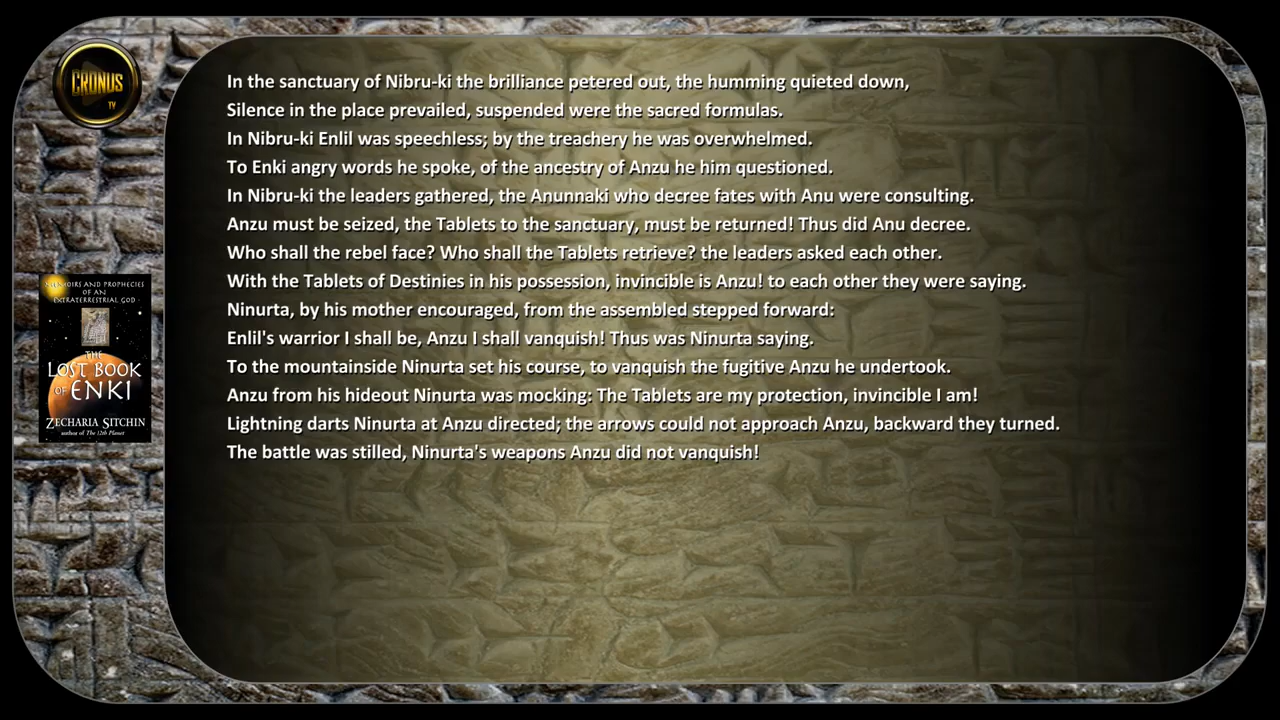 CRONUS
TV
In the sanctuary of Nibru-ki the brilliance petered out, the humming quieted down,
Silence in the place prevailed, suspended were the sacred formulas.
In Nibru-ki Enlil was speechless; by the treachery he was overwhelmed.
To Enki angry words he spoke, of the ancestry of Anzu he him questioned.
In Nibru-ki the leaders gathered, the Anunnaki who decree fates with Anu were consulting.
Anzu must be seized, the Tablets to the sanctuary, must be returned! Thus did Anu decree.
Who shall the rebel face? Who shall the Tablets retrieve? the leaders asked each other.
With the Tablets of Destinies in his possession, invincible is Anzu! to each other they were saying.
Ninurta, by his mother encouraged, from the assembled stepped forward:
Enlil's warrior I shall be, Anzu I shall vanquish! Thus was Ninurta saying.
To the mountainside Ninurta set his course, to vanquish the fugitive Anzu he undertook.
Anzu from his hideout Ninurta was mocking: The Tablets are my protection, invincible I am!
Lightning darts Ninurta at Anzu directed; the arrows could not approach Anzu, backward they turned.
The battle was stilled, Ninurta's weapons Anzu did not vanquish!
MEMOIRS AND PROPHECIES
OF AN
EXTRATERRESTRIAL GOD
THE
LOST BOOK
OF ENKI
ZECHARIA SITCHIN
author of The 12th Planet